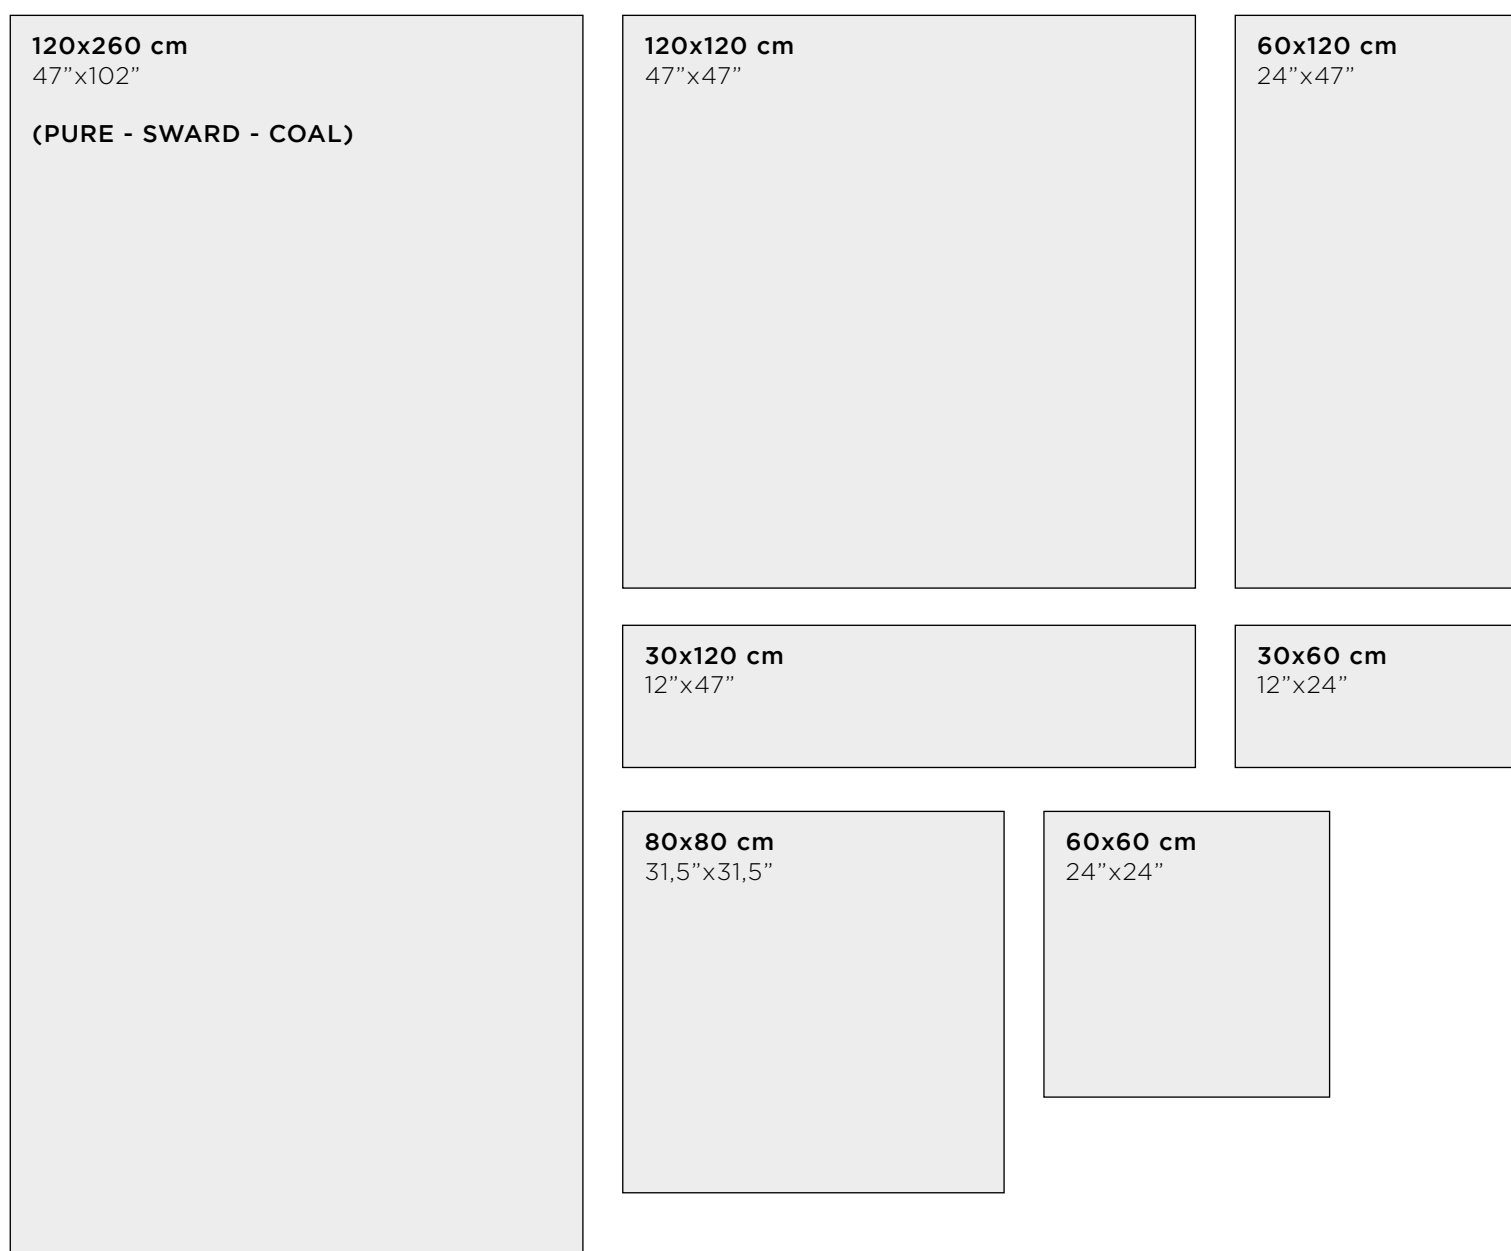 120x260 cm
47”x102”
(PURE - SWARD - COAL)
120x120 cm
47”x47”
60x120 cm
24”x47”
30x120 cm
12”x47”
30x60 cm
12”x24”
80x80 cm
31,5”x31,5”
60x60 cm
24”x24”